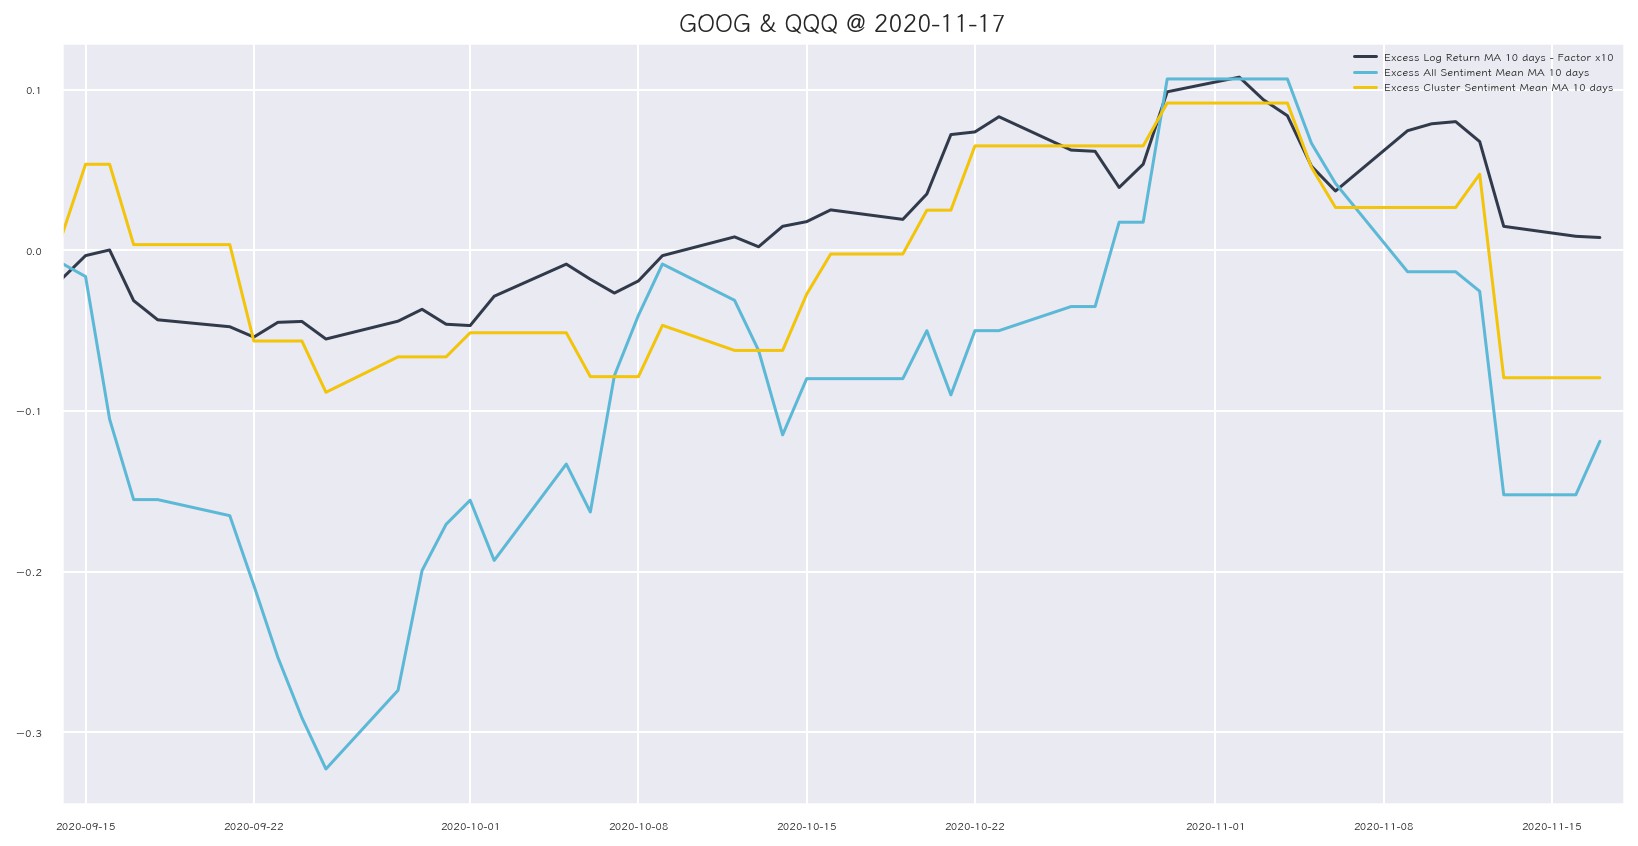 GOOG & QQQ @ 2020-11-17
Excess Log Return MA 10 days - Factor x10
Excess All Sentiment Mean MA 10 days
Excess Cluster Sentiment Mean MA 10 days
0.1
0.0
−0.1
−0.2
−0.3
2020-09-15 2020-09-22 2020-10-01 2020-10-08 2020-10-15 2020-10-22 2020-11-01 2020-11-08 2020-11-15